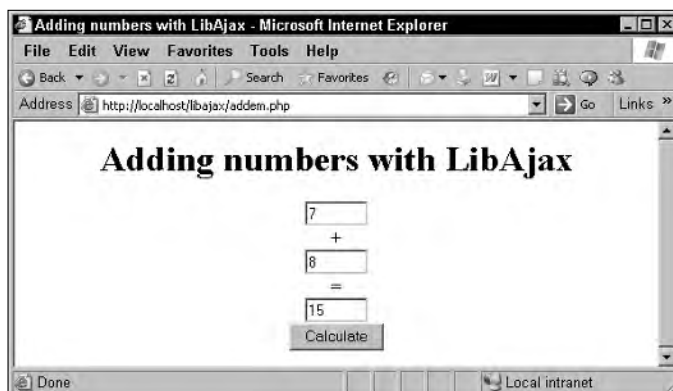 Adding numbers with LibAjax - Microsoft Internet Explorer
File Edit View Favorites Tools Help
Back Search Favorites
Address http://localhost/libajax/addem.php Go Links »
Adding numbers with LibAjax
7
+
8
=
15
Calculate
Done Local intranet